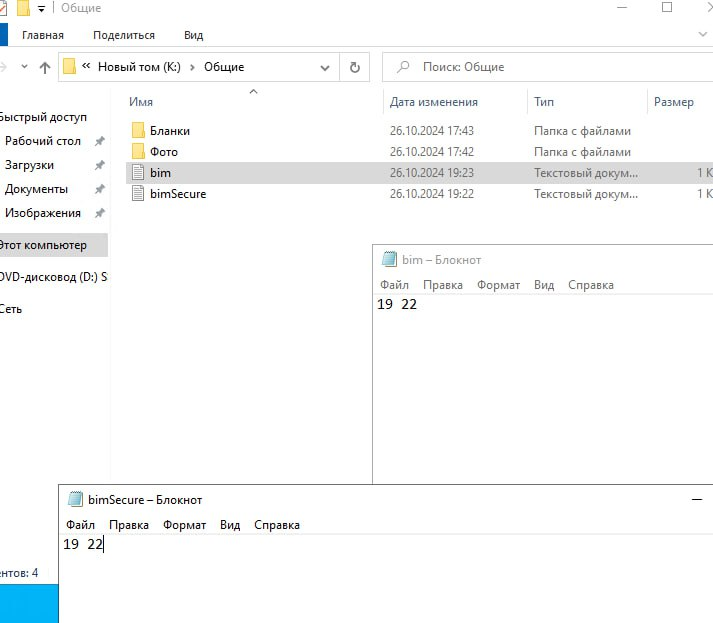 Общие
Главная Поделиться Вид
« Новый том (K:) › Общие
Поиск: Общие
Имя Дата изменения Тип Размер
Быстрый доступ
Рабочий стол
Загрузки
Документы
Изображения
Этот компьютер
DVD-дисковод (D:) S
Сеть
Бланки 26.10.2024 17:43 Папка с файлами
Фото 26.10.2024 17:42 Папка с файлами
bim 26.10.2024 19:23 Текстовый докум... 1 К
bimSecure 26.10.2024 19:22 Текстовый докум... 1 К
bim – Блокнот
Файл Правка Формат Вид Справка
19 22
bimSecure – Блокнот
Файл Правка Формат Вид Справка
19 22
ентов: 4